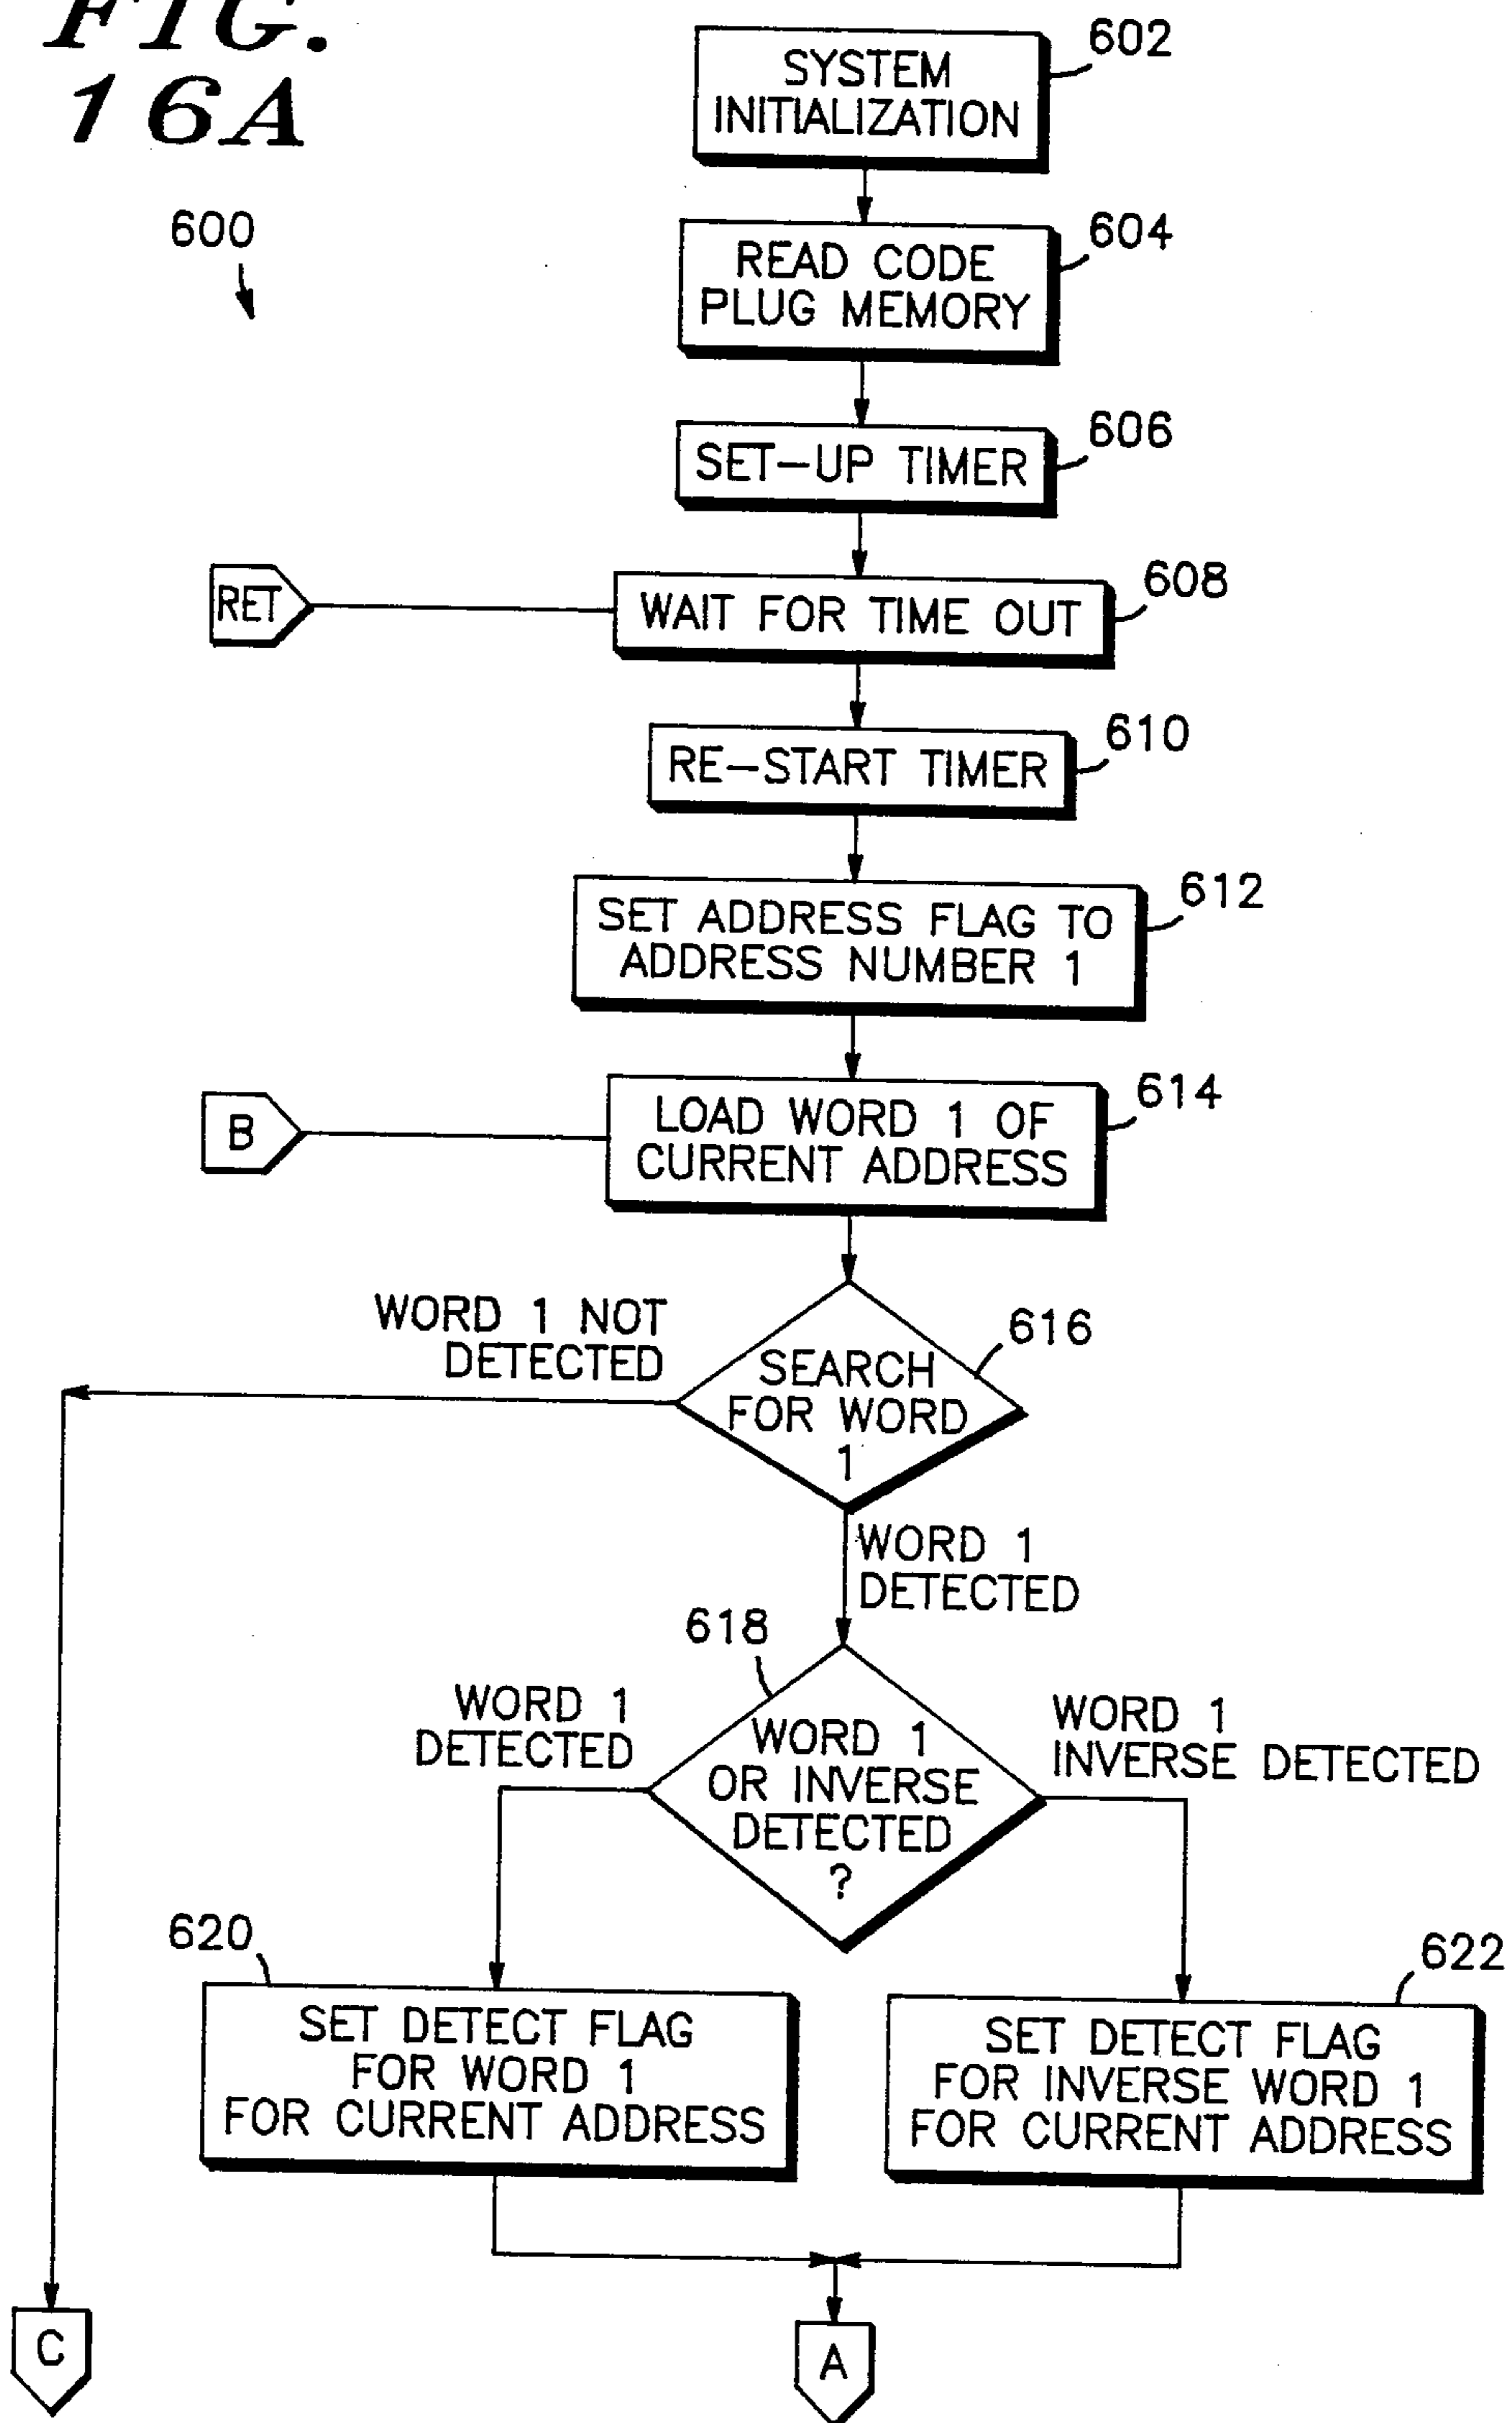 FIG.
16A
602
SYSTEM
INITIALIZATION
600
604
READ CODE
PLUG MEMORY
606
SET-UP TIMER
608
RET
WAIT FOR TIME OUT
610
RE-START TIMER
612
SET ADDRESS FLAG TO
ADDRESS NUMBER 1
614
B
LOAD WORD 1 OF
CURRENT ADDRESS
WORD 1 NOT
DETECTED
616
SEARCH
FOR WORD
1
WORD 1
DETECTED
618
WORD 1
DETECTED
WORD 1
OR INVERSE
DETECTED
?
WORD 1
INVERSE DETECTED
620
SET DETECT FLAG
FOR WORD 1
FOR CURRENT ADDRESS
622
SET DETECT FLAG
FOR INVERSE WORD 1
FOR CURRENT ADDRESS
C
A